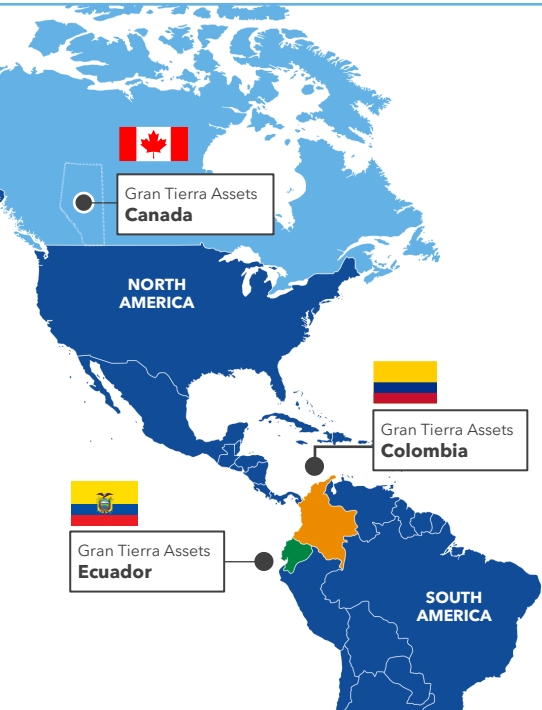 Gran Tierra Assets
Canada
NORTH
AMERICA
Gran Tierra Assets
Colombia
Gran Tierra Assets
Ecuador
SOUTH
AMERICA